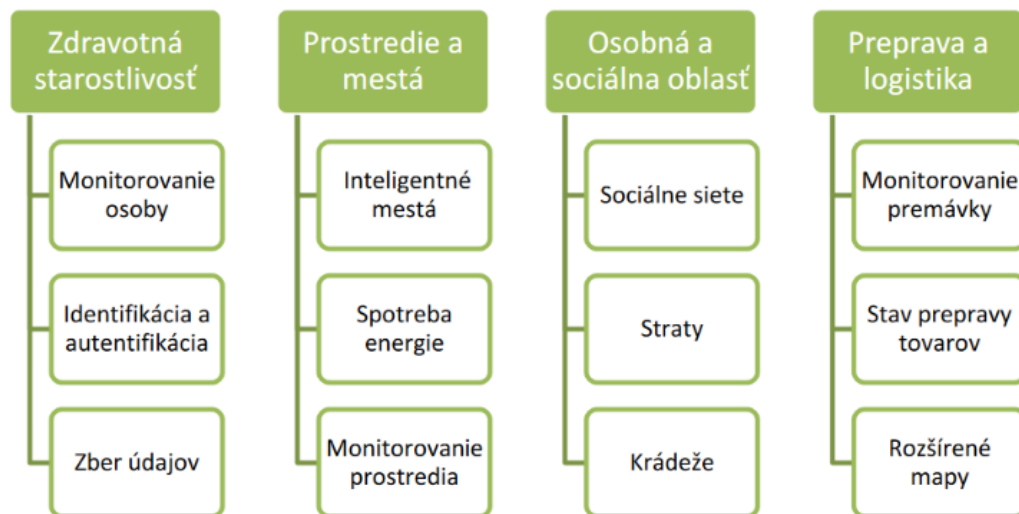 Zdravotná
starostlivosť
Monitorovanie
osoby
Identifikácia a
autentifikácia
Zber údajov
Prostredie a
mestá
Inteligentné
mestá
Spotreba
energie
Monitorovanie
prostredia
Osobná a
sociálna oblasť
Sociálne siete
Straty
Krádeže
Preprava a
logistika
Monitorovanie
premávky
Stav prepravy
tovarov
Rozšírené
mapy